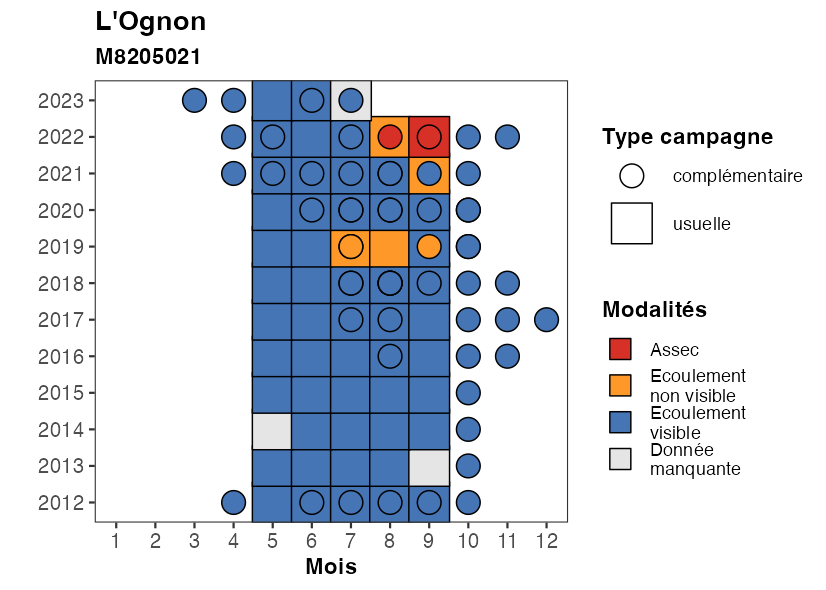 L'Ognon
M8205021
2023
2022
2021
2020
2019
2018
2017
2016
2015
2014
2013
2012
1 2 3 4 5 6 7 8 9 10 11 12
Mois
Type campagne
complémentaire
usuelle
Modalités
Assec
Ecoulement
non visible
Ecoulement
visible
Donnée
manquante